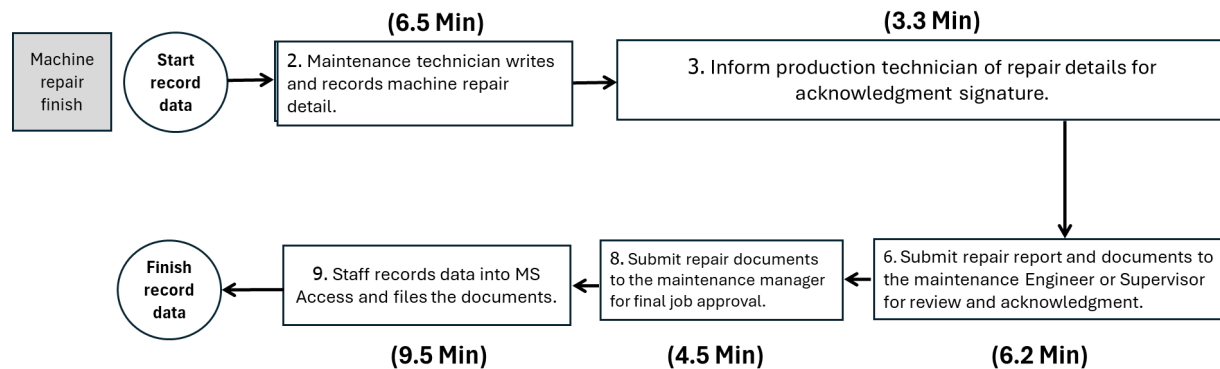 (6.5 Min)
(3.3 Min)
Machine
repair
finish
Start
record
data
2. Maintenance technician writes
and records machine repair
detail.
3. Inform production technician of repair details for
acknowledgment signature.
Finish
record
data
9. Staff records data into MS
Access and files the documents.
8. Submit repair documents
to the maintenance manager
for final job approval.
6. Submit repair report and documents to
the maintenance Engineer or Supervisor
for review and acknowledgment.
(9.5 Min)
(4.5 Min)
(6.2 Min)